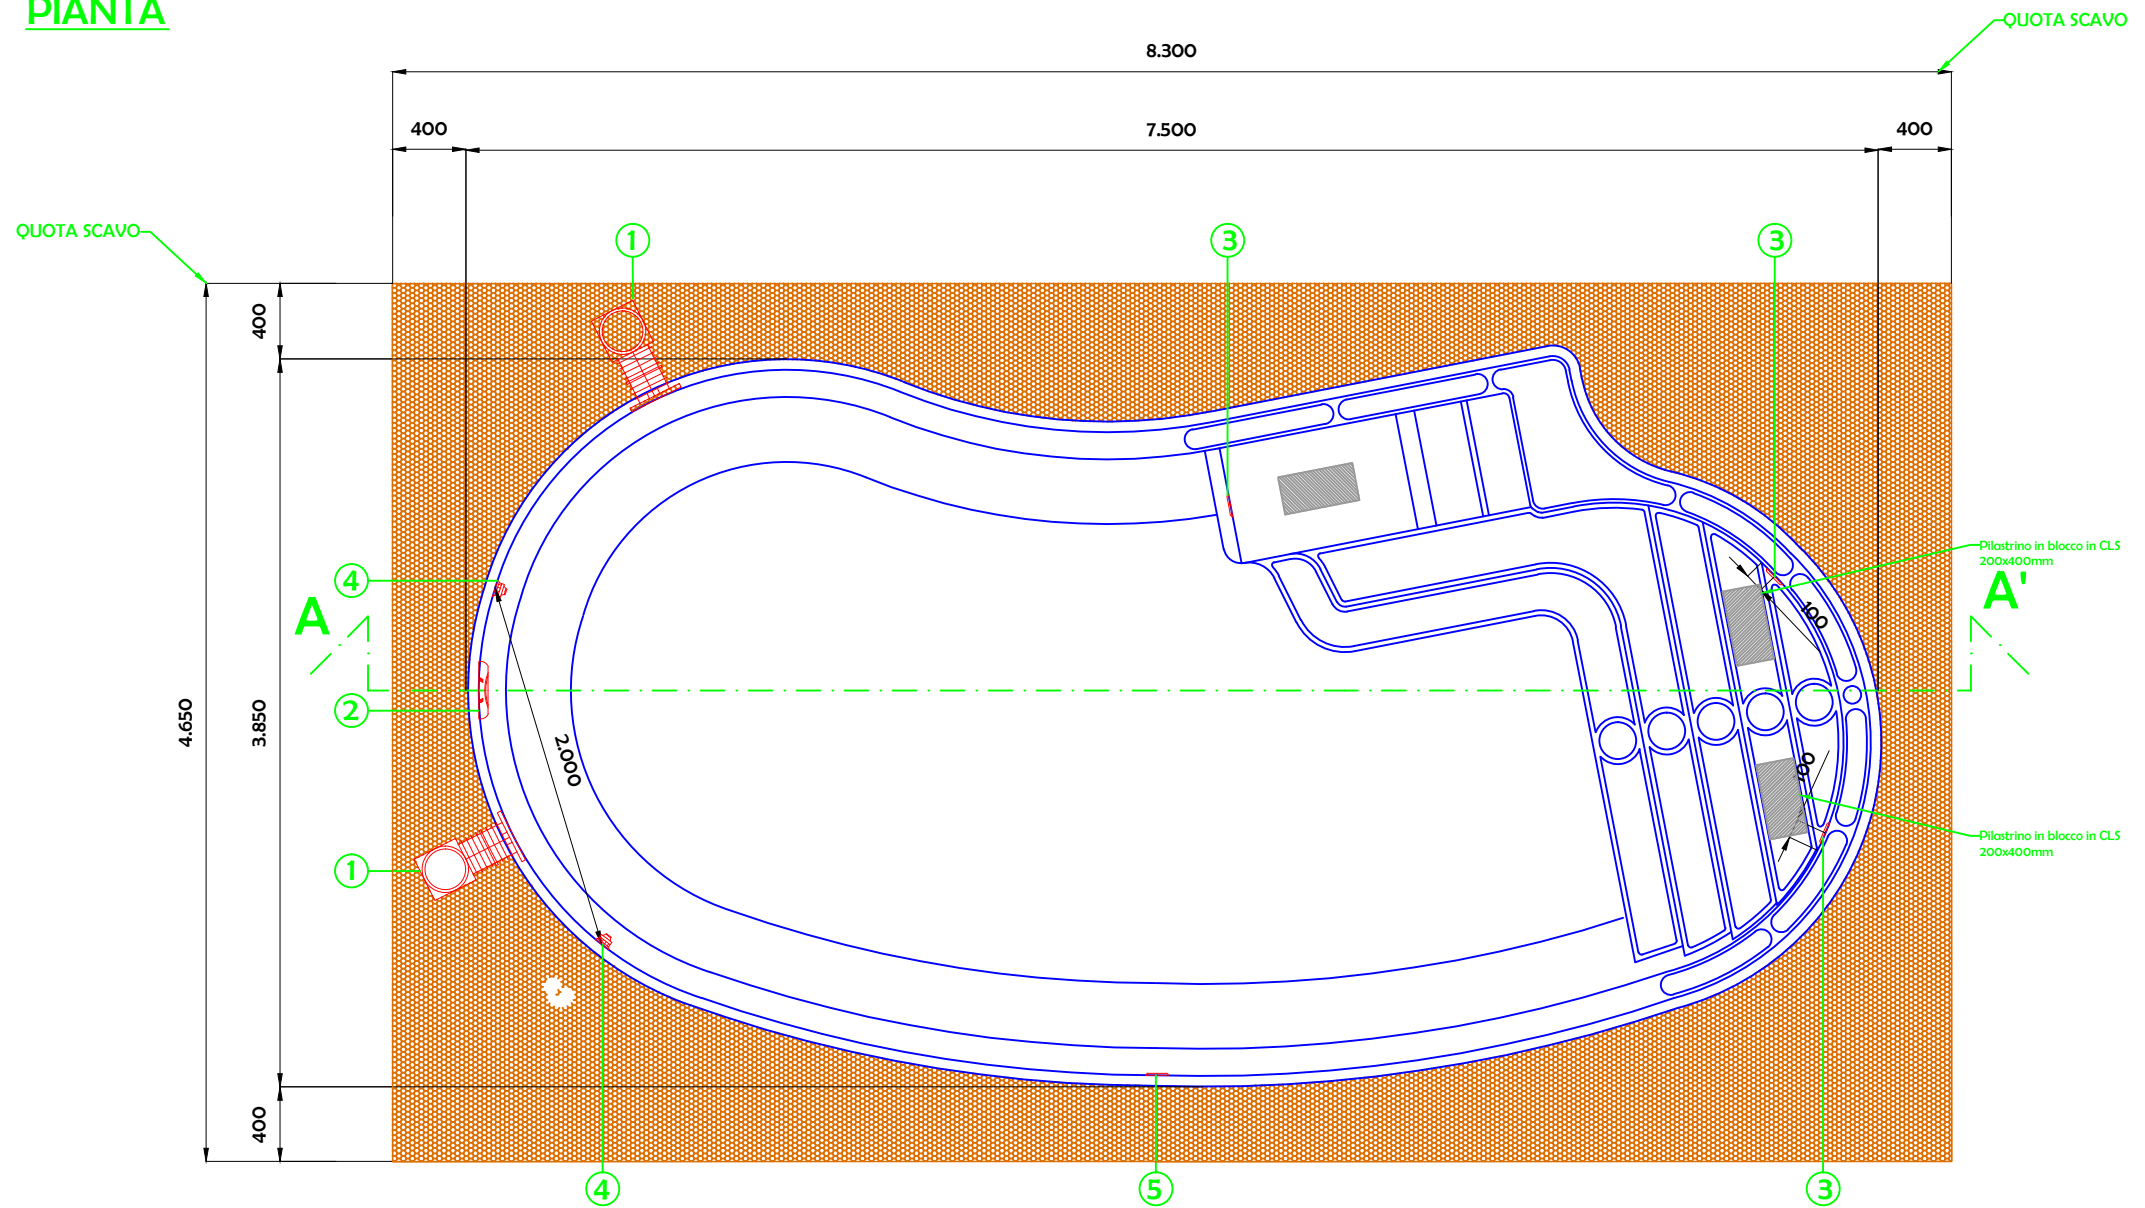 PIANTA
QUOTA SCAVO
8.300
400
7.500
400
QUOTA SCAVO
1
3
3
400
Pilastrino in blocco in CLS
200x400mm
4
A
A'
100
2
4.650
3.850
2.000
100
Pilastrino in blocco in CLS
200x400mm
1
400
4
5
3